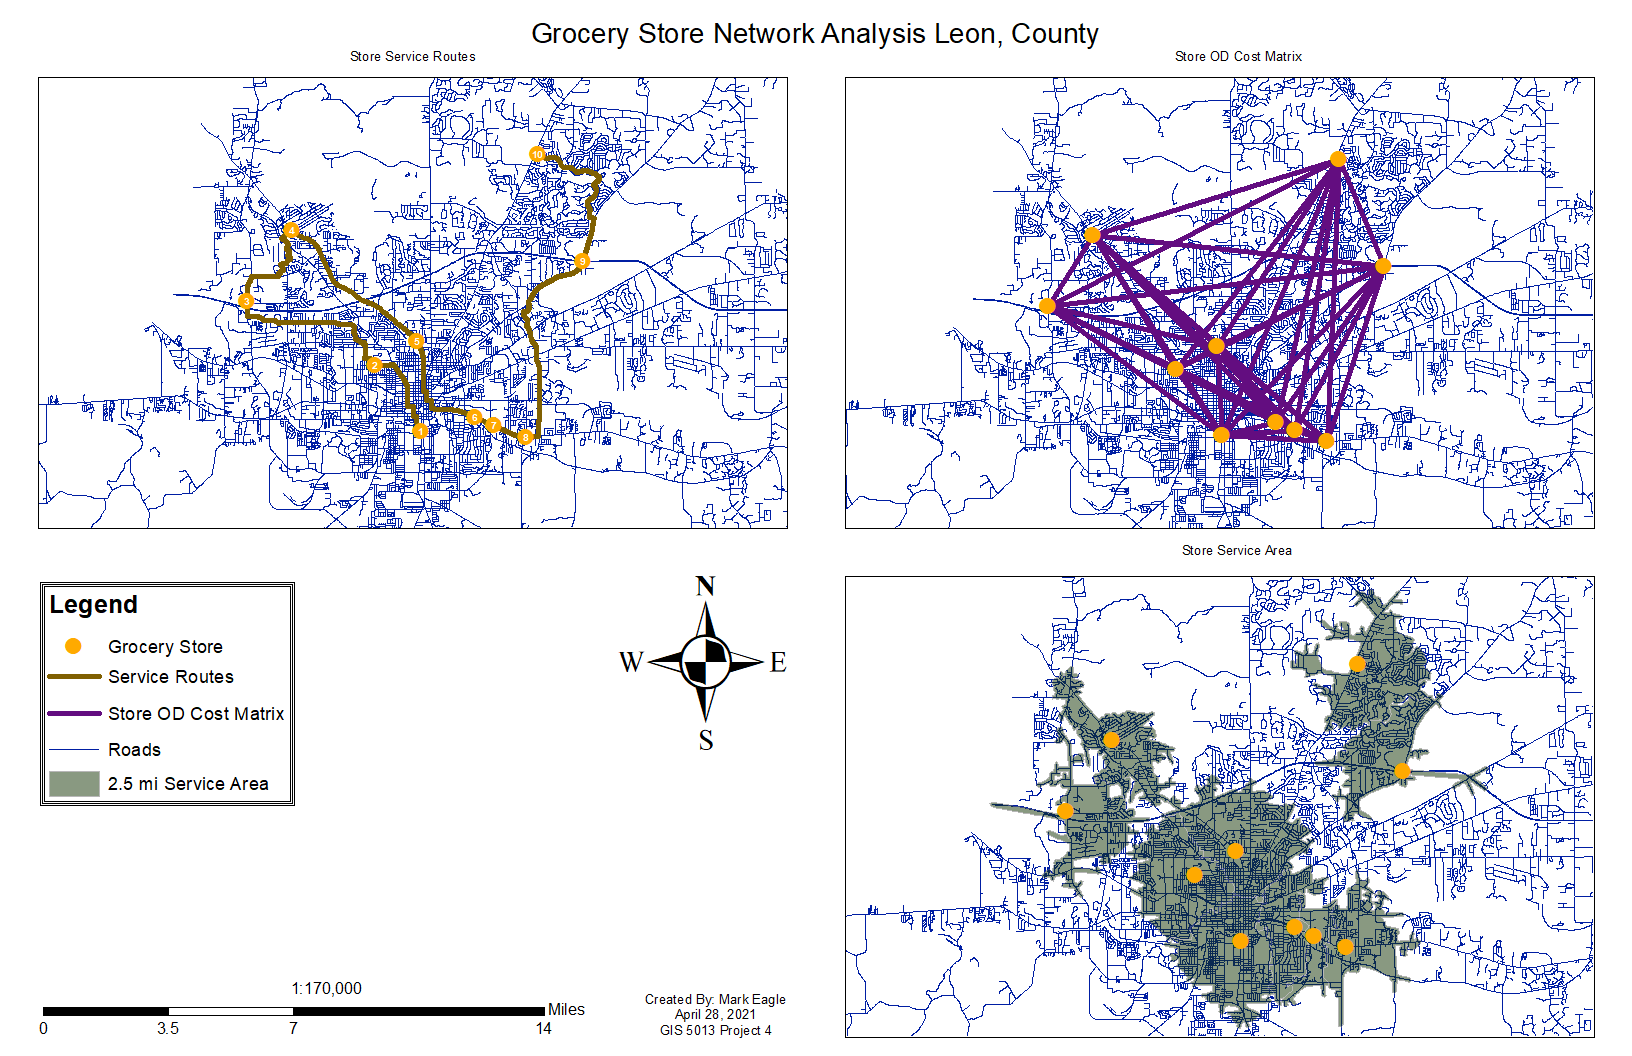 Grocery Store Network Analysis Leon, County
Store Service Routes
Store OD Cost Matrix
10
4
9
3
5
2
6
7
1
8
Store Service Area
Legend
Grocery Store
Service Routes
Store OD Cost Matrix
Roads
2.5 mi Service Area
N
W E
S
1:170,000
Miles
0 3.5 7 14
Created By: Mark Eagle
April 28, 2021
GIS 5013 Project 4